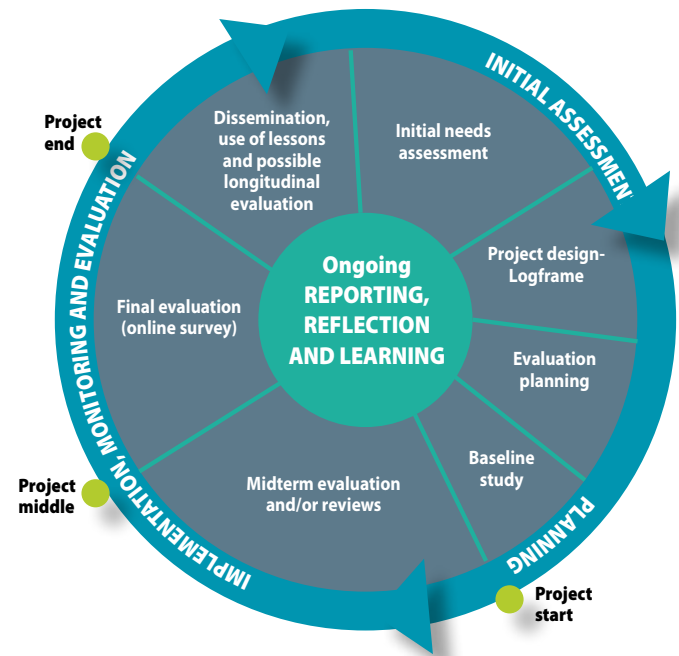 INITIAL ASSESSMENT
Initial needs
assessment
Project design-
Logframe
Evaluation
planning
Baseline
study
PLANNING
Project
start
Midterm evaluation
and/or reviews
Project
middle
IMPLEMENTATION, MONITORING AND EVALUATION
Final evaluation
(online survey)
Project
end
Dissemination,
use of lessons
and possible
longitudinal
evaluation
Ongoing
REPORTING,
REFLECTION
AND LEARNING